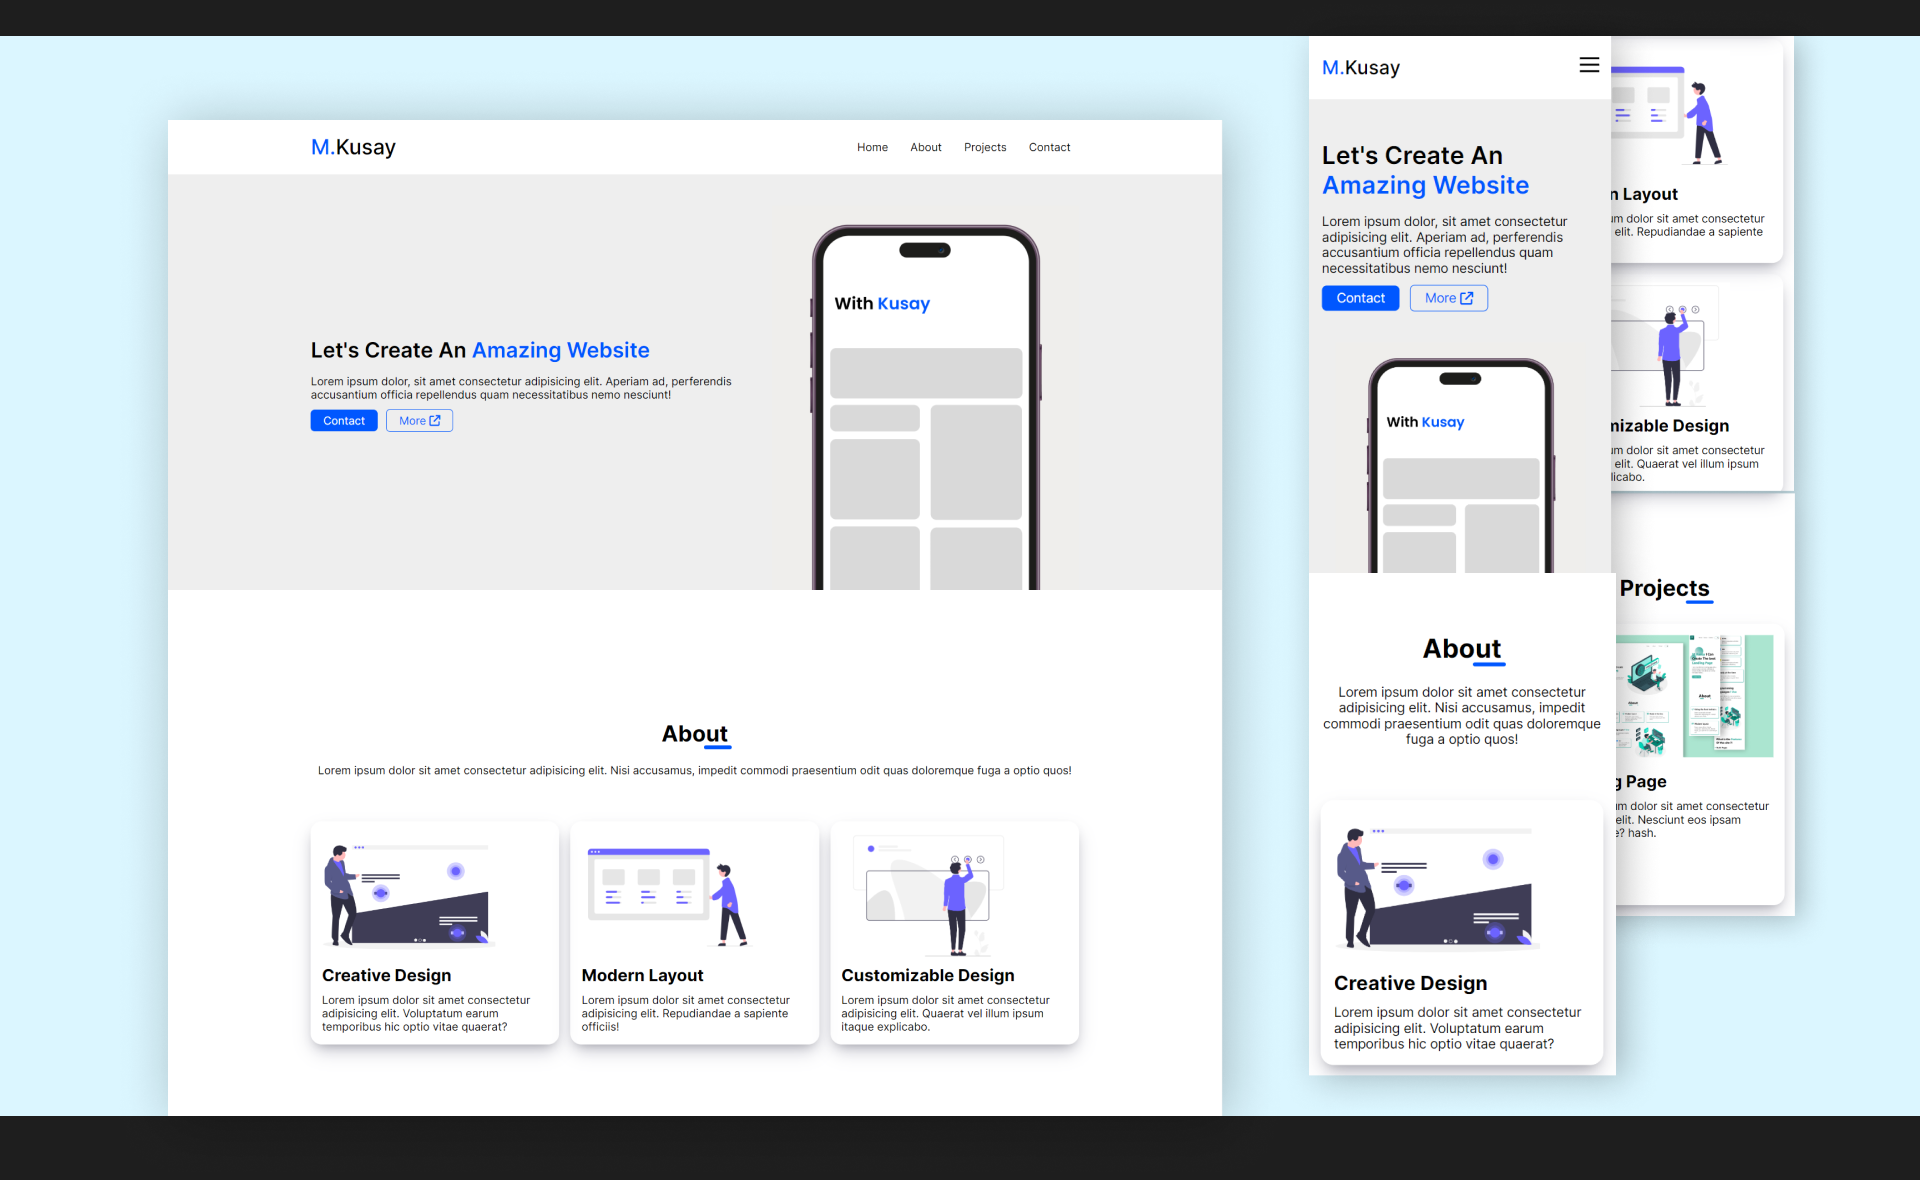 M.Kusay
Home About Projects Contact
Let's Create An Amazing Website
Lorem ipsum dolor, sit amet consectetur adipisicing elit. Aperiam ad, perferendis
accusantium officia repellendus quam necessitatibus nemo nesciunt!
Contact More
With Kusay
About
Lorem ipsum dolor sit amet consectetur adipisicing elit. Nisi accusamus, impedit commodi praesentium odit quas doloremque fuga a optio quos!
Creative Design
Lorem ipsum dolor sit amet consectetur
adipisicing elit. Voluptatum earum
temporibus hic optio vitae quaerat?
Modern Layout
Lorem ipsum dolor sit amet consectetur
adipisicing elit. Repudiandae a sapiente
officiis!
Customizable Design
Lorem ipsum dolor sit amet consectetur
adipisicing elit. Quaerat vel illum ipsum
itaque explicabo.
M.Kusay
Let's Create An
Amazing Website
Lorem ipsum dolor, sit amet consectetur
adipisicing elit. Aperiam ad, perferendis
accusantium officia repellendus quam
necessitatibus nemo nesciunt!
Contact More
With Kusay
About
Lorem ipsum dolor sit amet consectetur
adipisicing elit. Nisi accusamus, impedit
commodi praesentium odit quas doloremque
fuga a optio quos!
Creative Design
Lorem ipsum dolor sit amet consectetur
adipisicing elit. Voluptatum earum
temporibus hic optio vitae quaerat?
n Layout
um dolor sit amet consectetur
elit. Repudiandae a sapiente
mizable Design
um dolor sit amet consectetur
elit. Quaerat vel illum ipsum
licabo.
Projects
About
About
g Page
um dolor sit amet consectetur
elit. Nesciunt eos ipsam
e? hash.